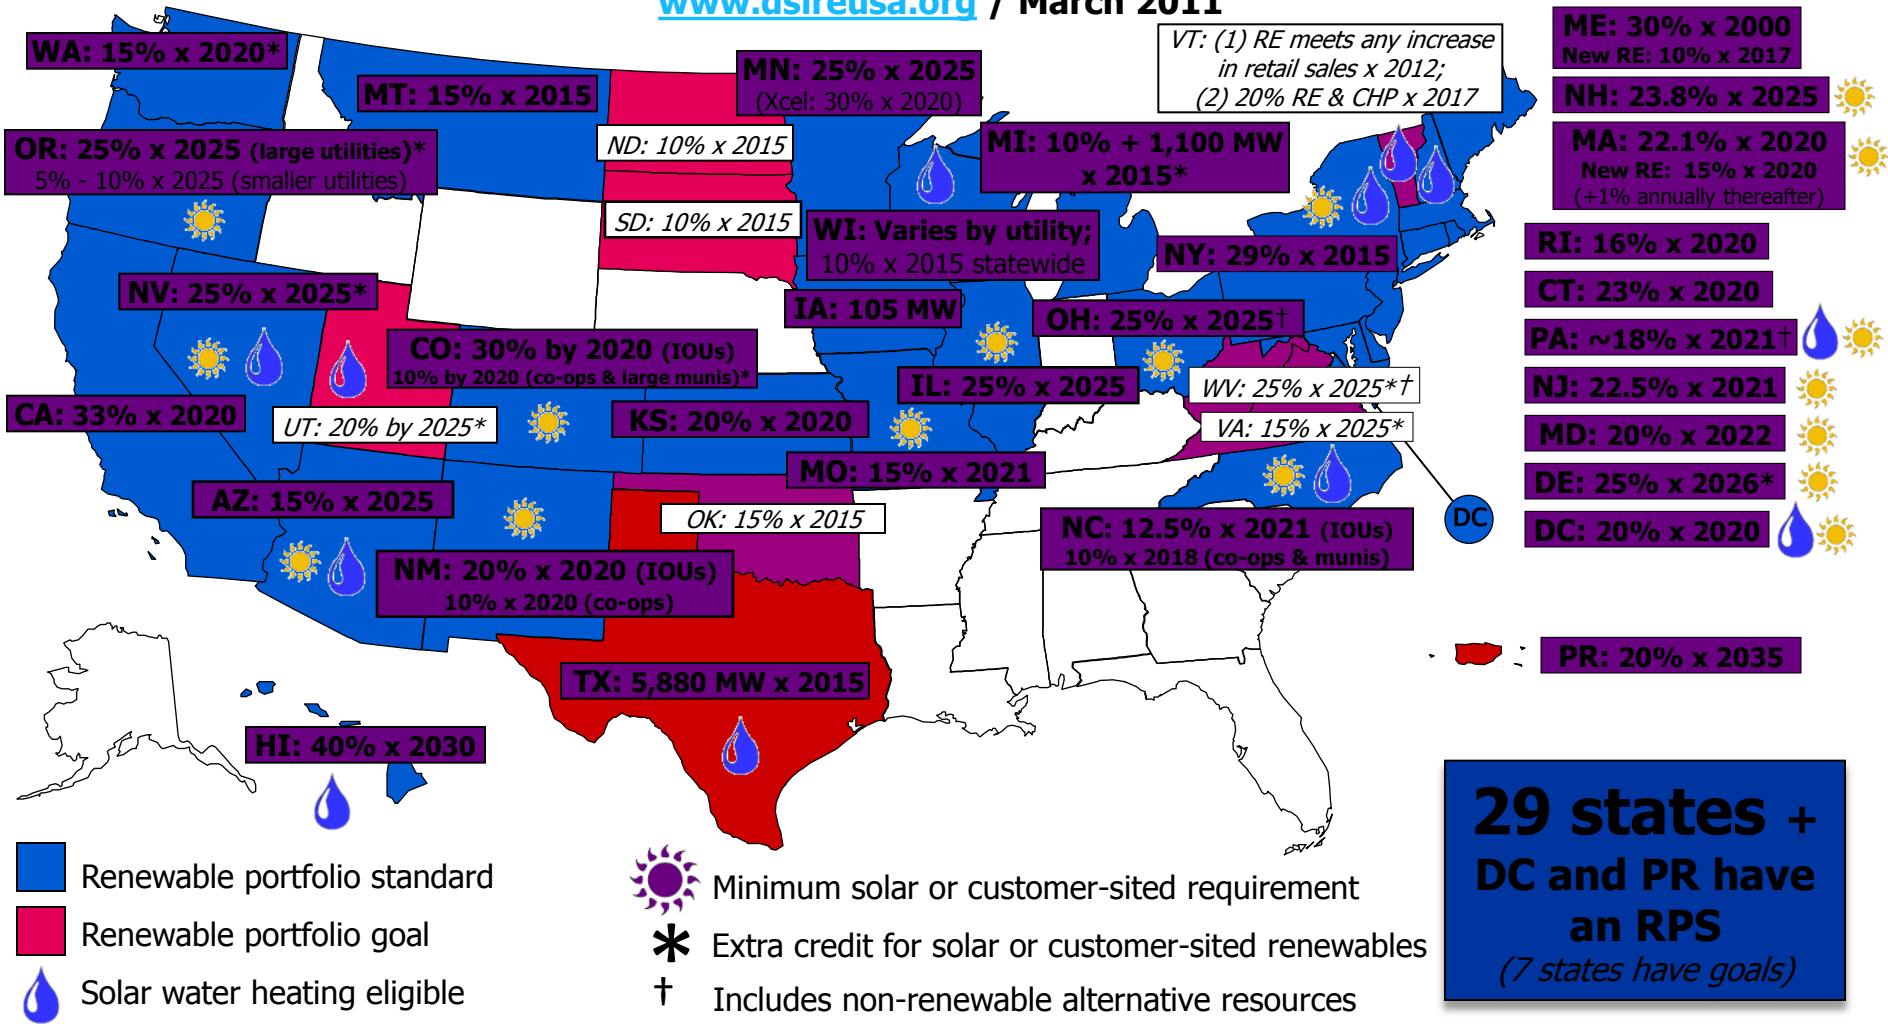 www.dsireusa.org / March 2011
WA: 15% x 2020*
MT: 15% x 2015
MN: 25% x 2025
(Xcel: 30% x 2020)
VT: (1) RE meets any increase
in retail sales x 2012;
(2) 20% RE & CHP x 2017
ME: 30% x 2000
New RE: 10% x 2017
NH: 23.8% x 2025
OR: 25% x 2025 (large utilities)*
5% - 10% x 2025 (smaller utilities)
ND: 10% x 2015
MI: 10% + 1,100 MW
x 2015*
MA: 22.1% x 2020
New RE: 15% x 2020
(+1% annually thereafter)
SD: 10% x 2015
WI: Varies by utility;
10% x 2015 statewide
NY: 29% x 2015
RI: 16% x 2020
NV: 25% x 2025*
IA: 105 MW
OH: 25% x 2025†
CT: 23% x 2020
CO: 30% by 2020 (IOUs)
10% by 2020 (co-ops & large munis)*
PA: ~18% x 2021†
IL: 25% x 2025
WV: 25% x 2025*†
NJ: 22.5% x 2021
CA: 33% x 2020
UT: 20% by 2025*
KS: 20% x 2020
VA: 15% x 2025*
MD: 20% x 2022
MO: 15% x 2021
DE: 25% x 2026*
AZ: 15% x 2025
OK: 15% x 2015
NC: 12.5% x 2021 (IOUs)
10% x 2018 (co-ops & munis)
DC
DC: 20% x 2020
NM: 20% x 2020 (IOUs)
10% x 2020 (co-ops)
PR: 20% x 2035
TX: 5,880 MW x 2015
HI: 40% x 2030
29 states +
DC and PR have
an RPS
(7 states have goals)
Renewable portfolio standard
Renewable portfolio goal
Solar water heating eligible
Minimum solar or customer-sited requirement
* Extra credit for solar or customer-sited renewables
† Includes non-renewable alternative resources